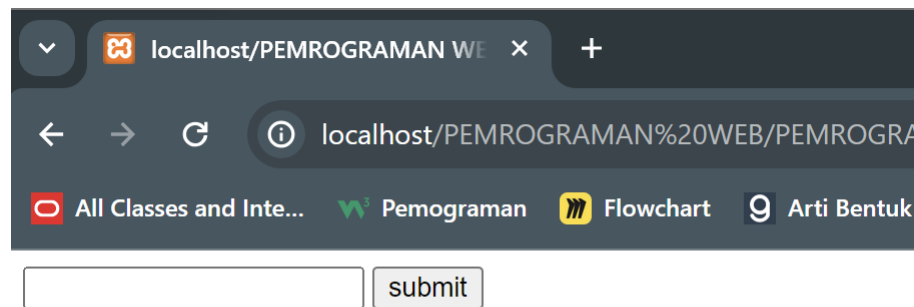 localhost/PEMROGRAMAN WE
localhost/PEMROGRAMAN%20WEB/PEMROGRA
All Classes and Inte... Pemograman Flowchart Arti Bentuk
submit